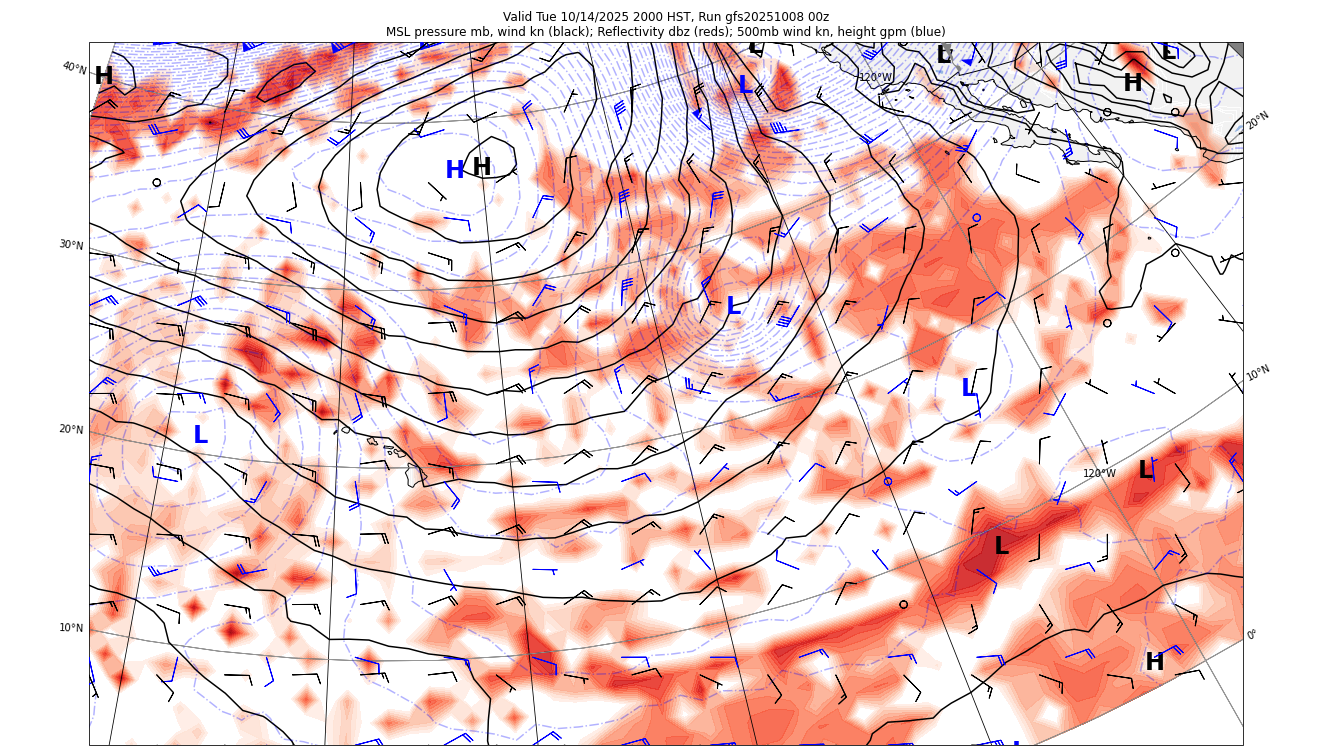 Valid Tue 10/14/2025 2000 HST, Run gfs20251008 00z
MSL pressure mb, wind kn (black); Reflectivity dbz (reds); 500mb wind kn, height gpm (blue)
L L L
40°N H L 120°W H
20°N
H H
30°N
L
10°N
L
20°N L
120°W L
L
10°N 0°
H